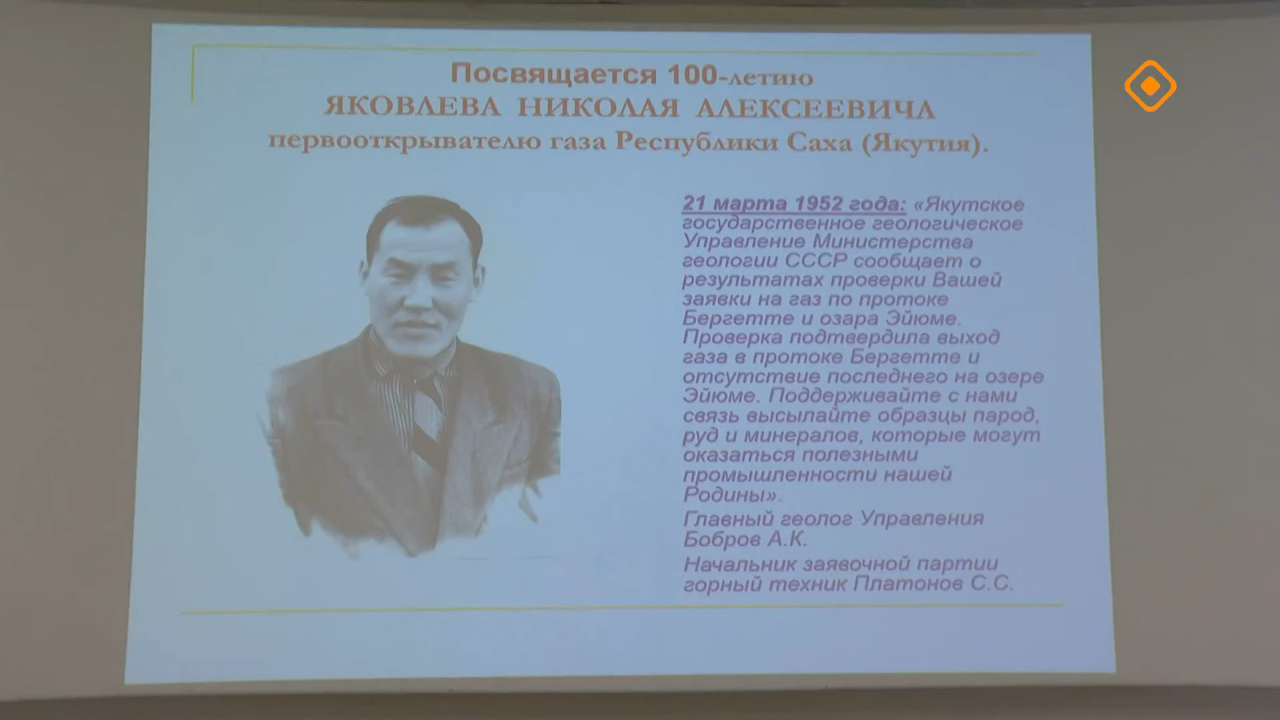 Посвящается 100-летию
ЯКОВЛЕВА НИКОЛАЯ АЛЕКСЕЕВИЧА
первооткрывателю газа Республики Саха (Якутия).
21 марта 1952 года: «Якутское
государственное геологическое
Управление Министерства
геологии СССР сообщает о
результатах проверки Вашей
заявки на газ по протоке
Бергетте и озара Эйюме.
Проверка подтвердила выход
газа в протоке Бергетте и
отсутствие последнего на озере
Эйюме. Поддерживайте с нами
связь высылайте образцы парод,
руд и минералов, которые могут
оказаться полезными
промышленности нашей
Родины».
Главный геолог Управления
Бобров А.К.
Начальник заявочной партии
горный техник Платонов С.С.